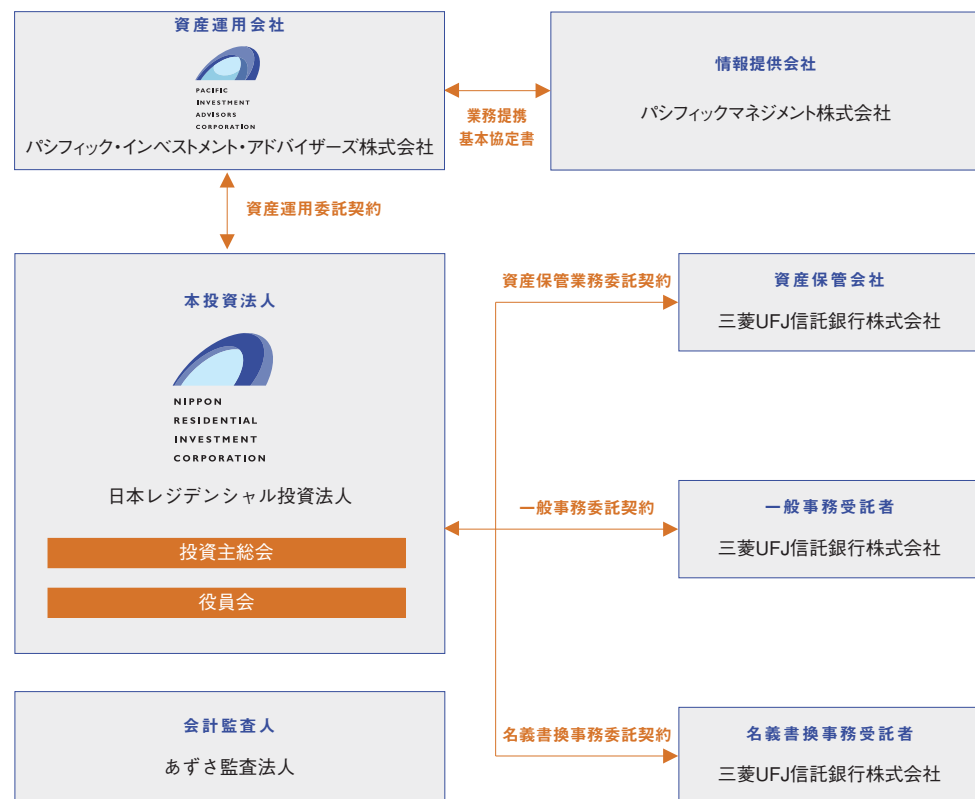 資産運用会社
PACIFIC
INVESTMENT
ADVISORS
CORPORATION
パシフィック・インベストメント・アドバイザーズ株式会社
業務提携
基本協定書
情報提供会社
パシフィックマネジメント株式会社
資産運用委託契約
本投資法人
NIPPON
RESIDENTIAL
INVESTMENT
CORPORATION
日本レジデンシャル投資法人
投資主総会
役員会
資産保管業務委託契約
資産保管会社
三菱UFJ信託銀行株式会社
一般事務委託契約
一般事務受託者
三菱UFJ信託銀行株式会社
会計監査人
あずさ監査法人
名義書換事務委託契約
名義書換事務受託者
三菱UFJ信託銀行株式会社